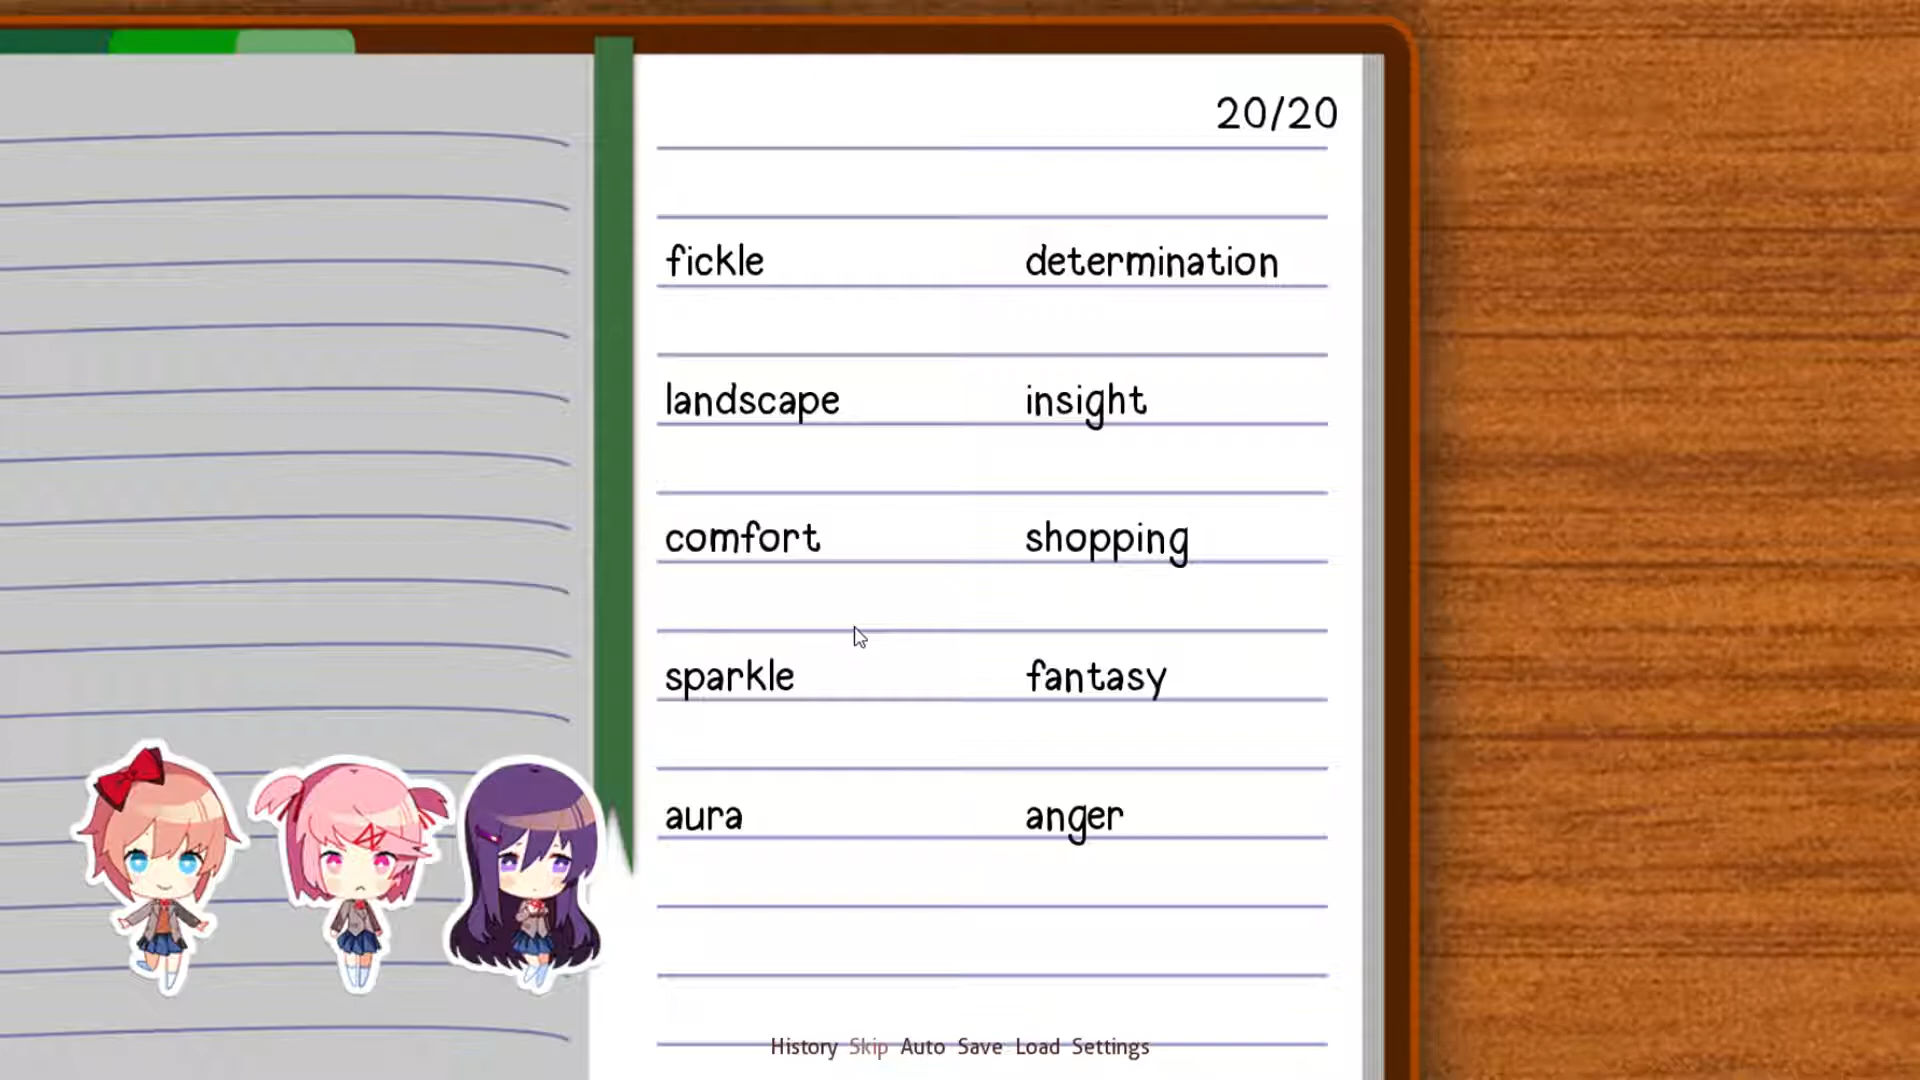 20/20
fickle determination
landscape insight
comfort shopping
sparkle fantasy
aura anger
History Skip Auto Save Load Settings